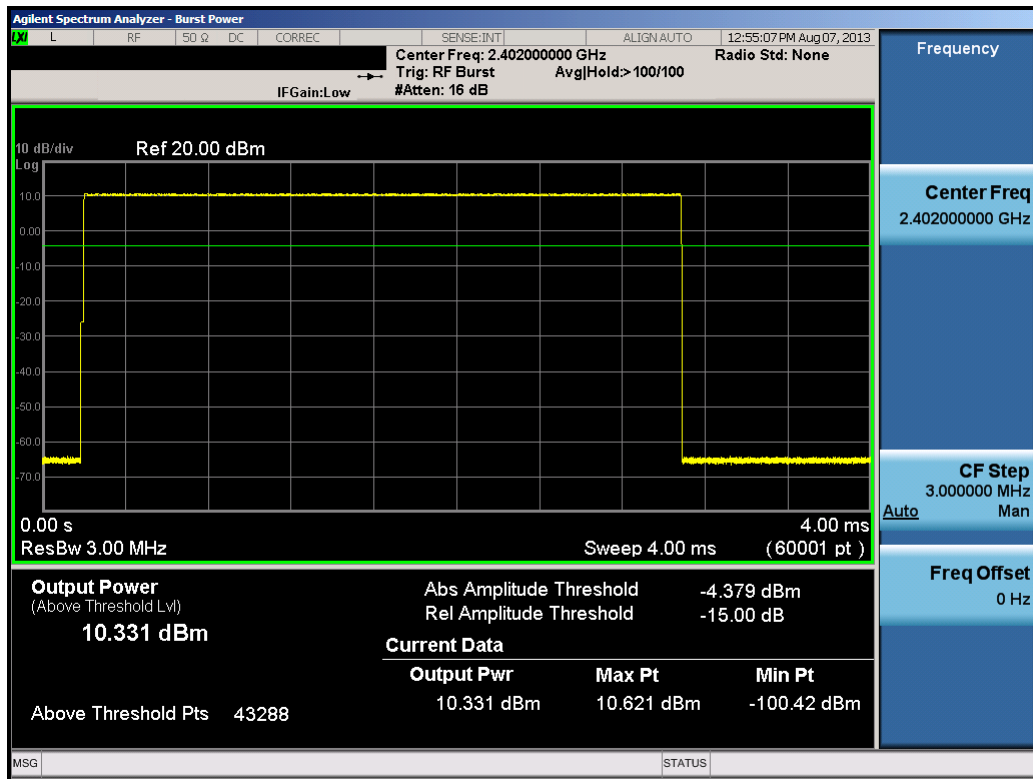 Agilent Spectrum Analyzer - Burst Power
LXI L RF 50 Ω DC CORREC SENSE:INT ALIGN AUTO 12:55:07 PM Aug 07, 2013
Center Freq: 2.402000000 GHz Radio Std: None
Trig: RF Burst Avg|Hold:>100/100
IFGain:Low #Atten: 16 dB
10 dB/div Ref 20.00 dBm
Log
10.0
0.00
-10.0
-20.0
-30.0
-40.0
-50.0
-60.0
-70.0
0.00 s 4.00 ms
ResBw 3.00 MHz Sweep 4.00 ms (60001 pt)
Output Power
(Above Threshold Lvl)
10.331 dBm
Above Threshold Pts 43288
Abs Amplitude Threshold -4.379 dBm
Rel Amplitude Threshold -15.00 dB
Current Data
Output Pwr Max Pt Min Pt
10.331 dBm 10.621 dBm -100.42 dBm
Frequency
Center Freq
2.402000000 GHz
CF Step
3.000000 MHz
Auto Man
Freq Offset
0 Hz
MSG STATUS